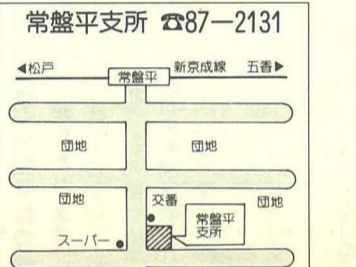 常盤平支所 ☎87―2131
◀松戸 常盤平 新京成線 五香▶
団地 団地
団地 交番 団地
常盤平
支所
スーパー